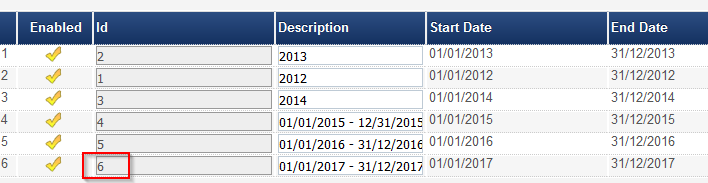 Enabled Id Description Start Date End Date
1 2 2013 01/01/2013 31/12/2013
2 1 2012 01/01/2012 31/12/2012
3 3 2014 01/01/2014 31/12/2014
4 4 01/01/2015 - 12/31/2015 01/01/2015 31/12/2015
5 5 01/01/2016 - 31/12/2016 01/01/2016 31/12/2016
6 6 01/01/2017 - 31/12/2017 01/01/2017 31/12/2017